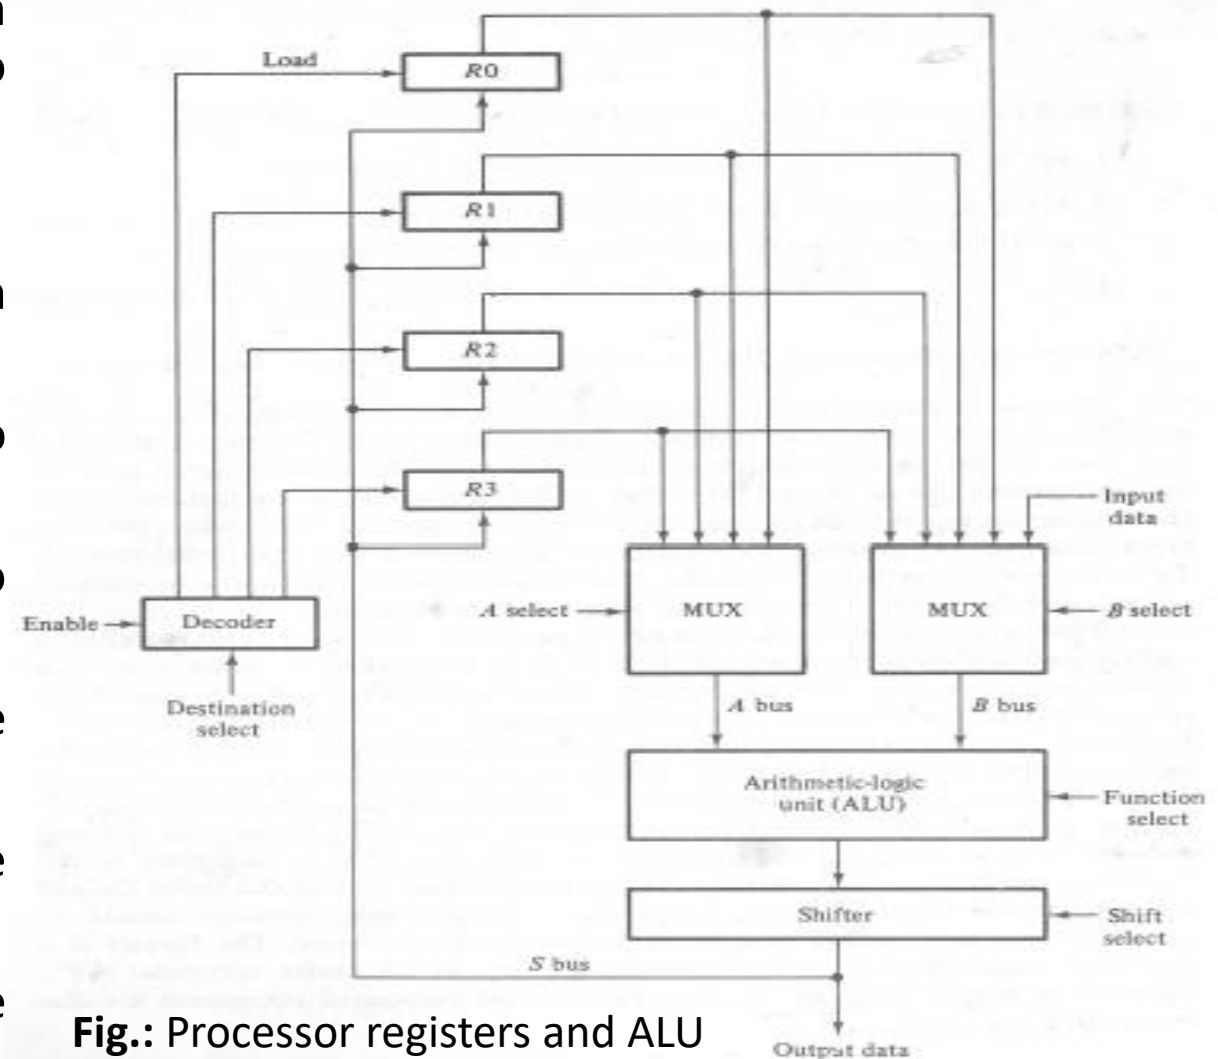 Load
R0
R1
R2
R3
Input
data
A select
MUX
MUX
B select
Enable
Decoder
Destination
select
A bus
B bus
Arithmetic-logic
unit (ALU)
Function
select
Shifter
Shift
select
S bus
Fig.: Processor registers and ALU
Output data